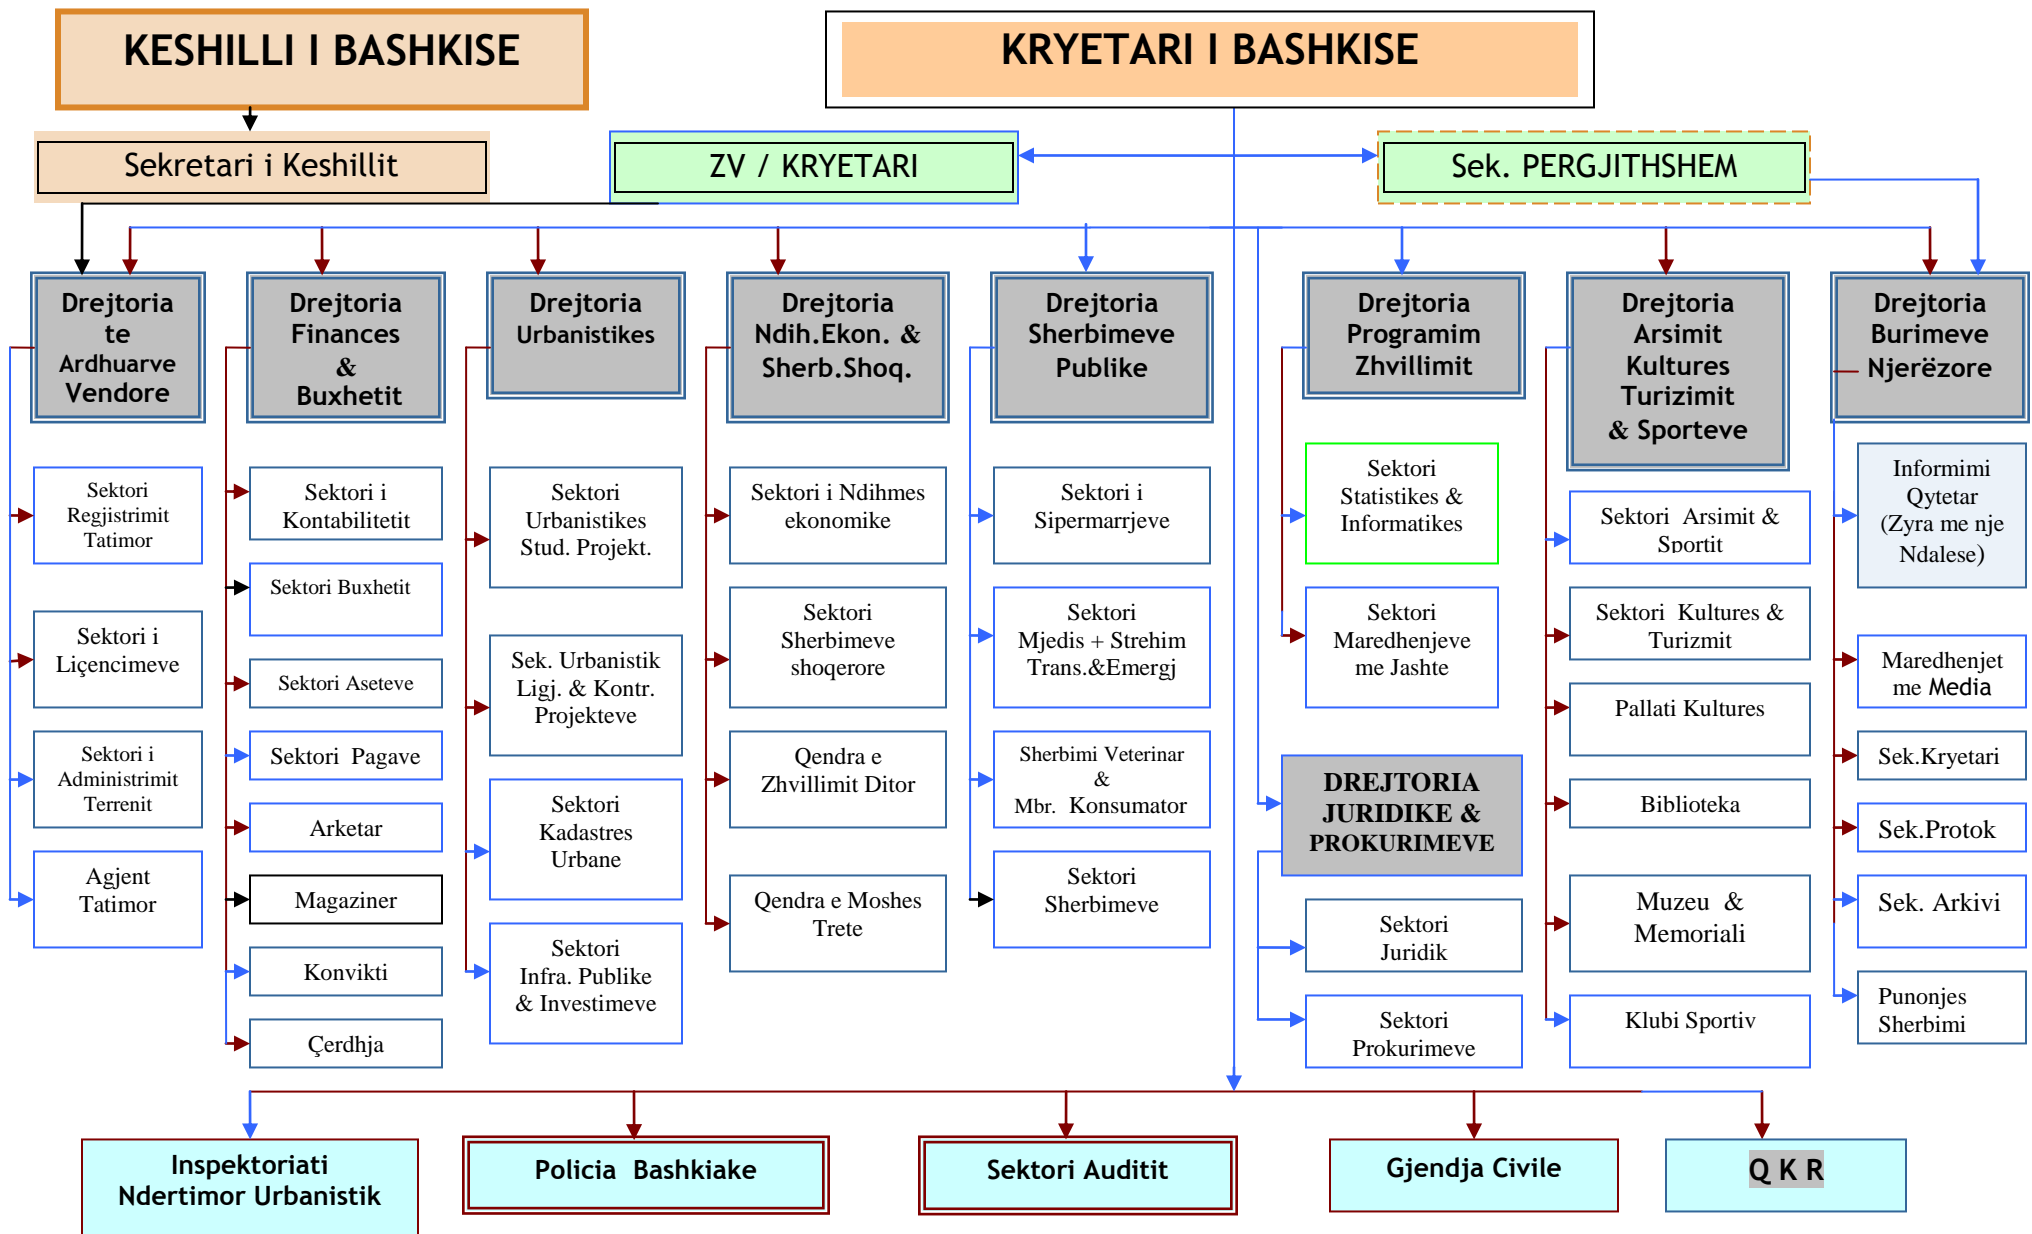 KESHILLI I BASHKISE
KRYETARI I BASHKISE
Sekretari i Keshillit
ZV / KRYETARI
Sek. PERGJITHSHEM
Drejtoria
te
Ardhuarve
Vendore
Drejtoria
Finances
&
Buxhetit
Drejtoria
Urbanistikes
Drejtoria
Ndih.Ekon. &
Sherb.Shoq.
Drejtoria
Sherbimeve
Publike
Drejtoria
Programim
Zhvillimit
Drejtoria
Arsimit
Kultures
Turizimit
& Sporteve
Drejtoria
Burimeve
Njerëzore
Sektori
Regjistrimit
Tatimor
Sektori i
Liçencimeve
Sektori i
Administrimit
Terrenit
Agjent
Tatimor
Sektori i
Kontabilitetit
Sektori Buxhetit
Sektori Aseteve
Sektori Pagave
Arketar
Magaziner
Konvikti
Çerdhja
Sektori
Urbanistikes
Stud. Projekt.
Sek. Urbanistik
Ligj. & Kontr.
Projekteve
Sektori
Kadastres
Urbane
Sektori
Infra. Publike
& Investimeve
Sektori i Ndihmes
ekonomike
Sektori
Sherbimeve
shoqerore
Qendra e
Zhvillimit Ditor
Qendra e Moshes
Trete
Sektori i
Sipermarrjeve
Sektori
Mjedis + Strehim
Trans.&Emergj
Sherbimi Veterinar
&
Mbr. Konsumator
Sektori
Sherbimeve
Sektori
Statistikes &
Informatikes
Sektori
Maredhenjeve
me Jashte
DREJTORIA
JURIDIKE &
PROKURIMEVE
Sektori
Juridik
Sektori
Prokurimeve
Sektori Arsimit &
Sportit
Sektori Kultures &
Turizmit
Pallati Kultures
Biblioteka
Muzeu &
Memoriali
Klubi Sportiv
Informimi
Qytetar
(Zyra me nje
Ndalese)
Maredhenjet
me Media
Sek.Kryetari
Sek.Protok
Sek. Arkivi
Punonjes
Sherbimi
Inspektoriati
Ndertimor Urbanistik
Policia Bashkiake
Sektori Auditit
Gjendja Civile
Q K R